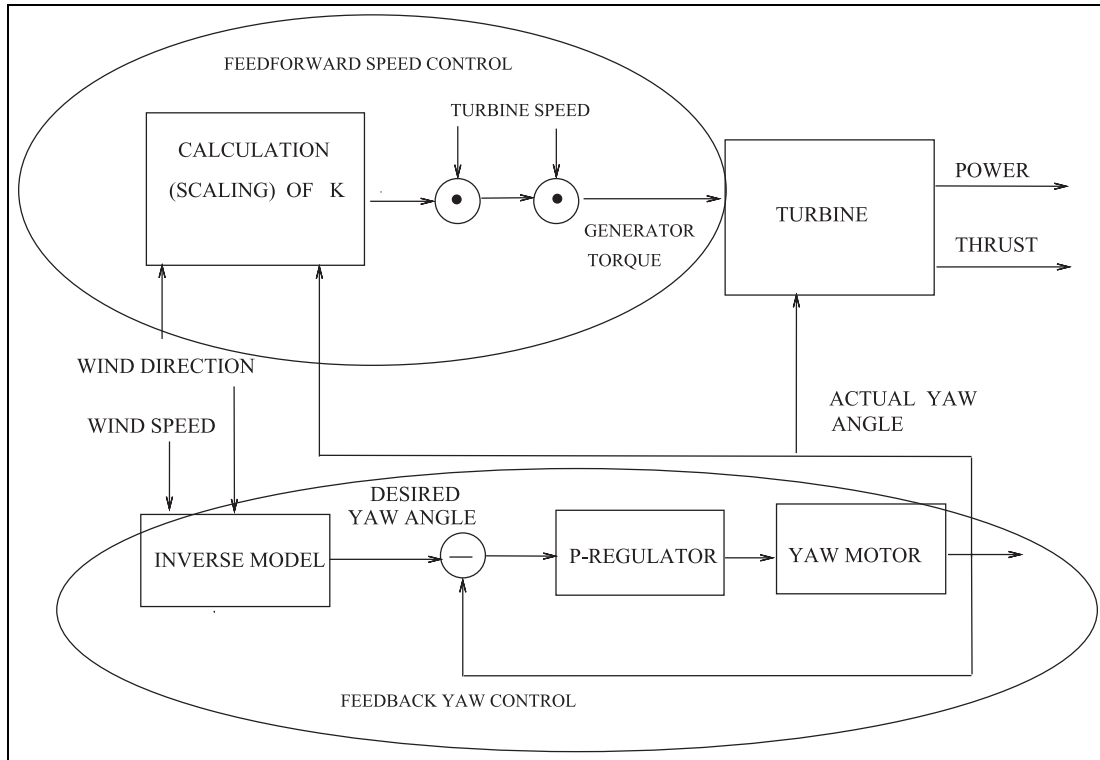 FEEDFORWARD SPEED CONTROL
TURBINE SPEED
CALCULATION
(SCALING) OF K
POWER
TURBINE
GENERATOR
TORQUE
THRUST
WIND DIRECTION
WIND SPEED
ACTUAL YAW
ANGLE
DESIRED
YAW ANGLE
INVERSE MODEL
P-REGULATOR
YAW MOTOR
FEEDBACK YAW CONTROL